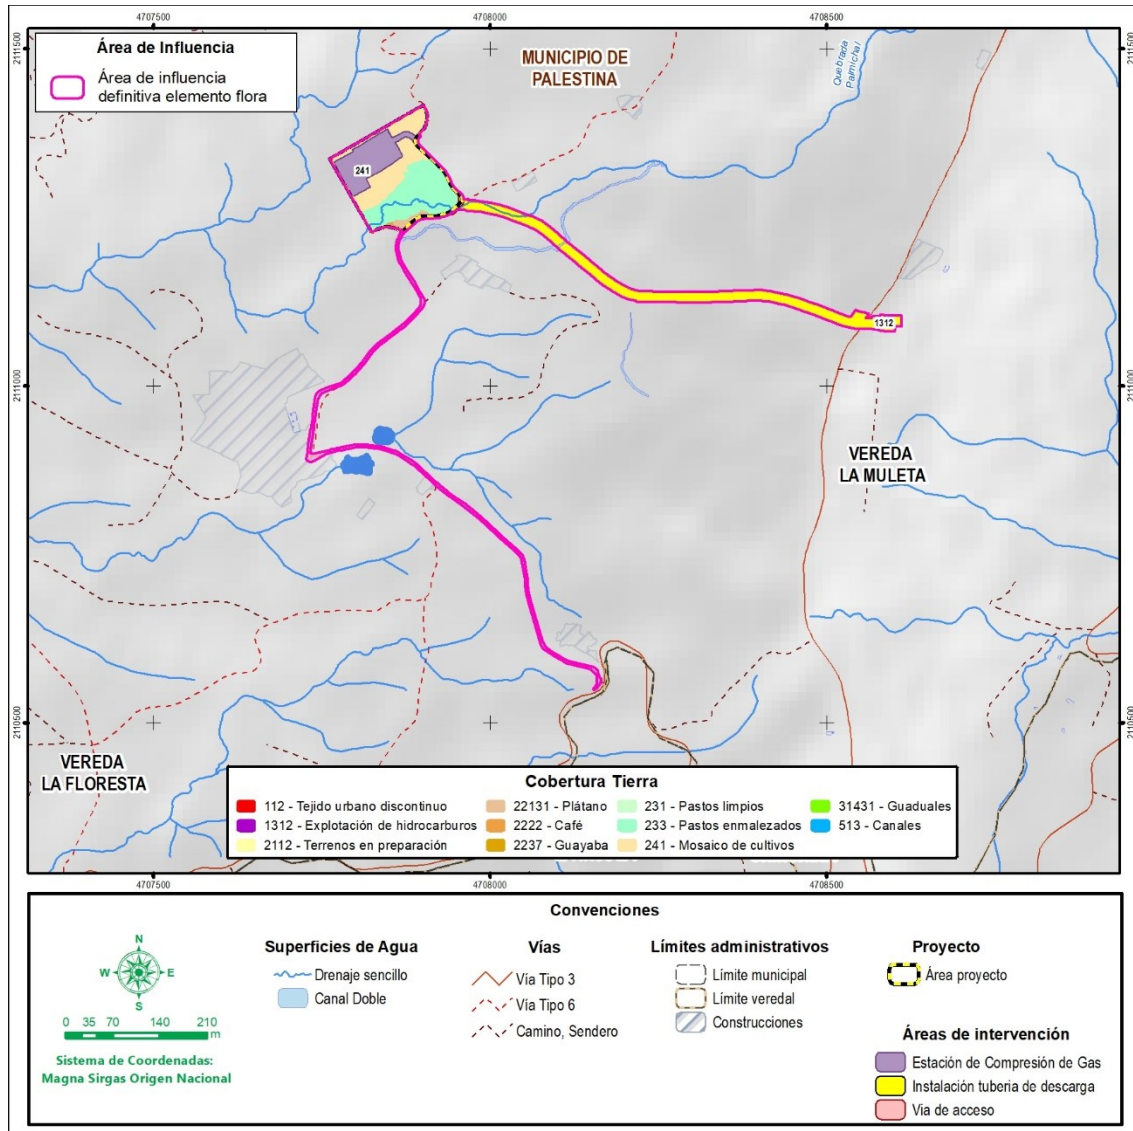 4707500
4708000
4708500
2111500
2111500
Área de Influencia
Área de influencia
definitiva elemento flora
MUNICIPIO DE
PALESTINA
Quebrada
Palmichal
241
1312
2111000
2111000
VEREDA
LA MULETA
2110500
2110500
VEREDA
LA FLORESTA
Cobertura Tierra
112 - Tejido urbano discontinuo
1312 - Explotación de hidrocarburos
2112 - Terrenos en preparación
22131 - Plátano
2222 - Café
2237 - Guayaba
231 - Pastos limpios
233 - Pastos enmalezados
241 - Mosaico de cultivos
31431 - Guaduales
513 - Canales
4707500
4708000
4708500
Convenciones
N
W
E
S
0 35 70 140 210
m
Sistema de Coordenadas:
Magna Sirgas Origen Nacional
Superficies de Agua
Drenaje sencillo
Canal Doble
Vías
Via Tipo 3
Via Tipo 6
Camino, Sendero
Límites administrativos
Límite municipal
Límite veredal
Construcciones
Proyecto
Área proyecto
Áreas de intervención
Estación de Compresión de Gas
Instalación tuberia de descarga
Via de acceso